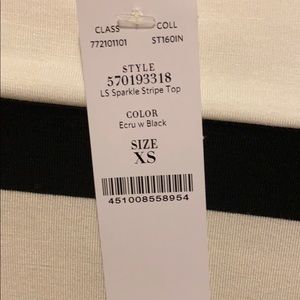 CLASS COLL
772101101 ST160IN
STYLE
570193318
LS Sparkle Stripe Top
COLOR
Ecru w Black
SIZE
XS
451008558954